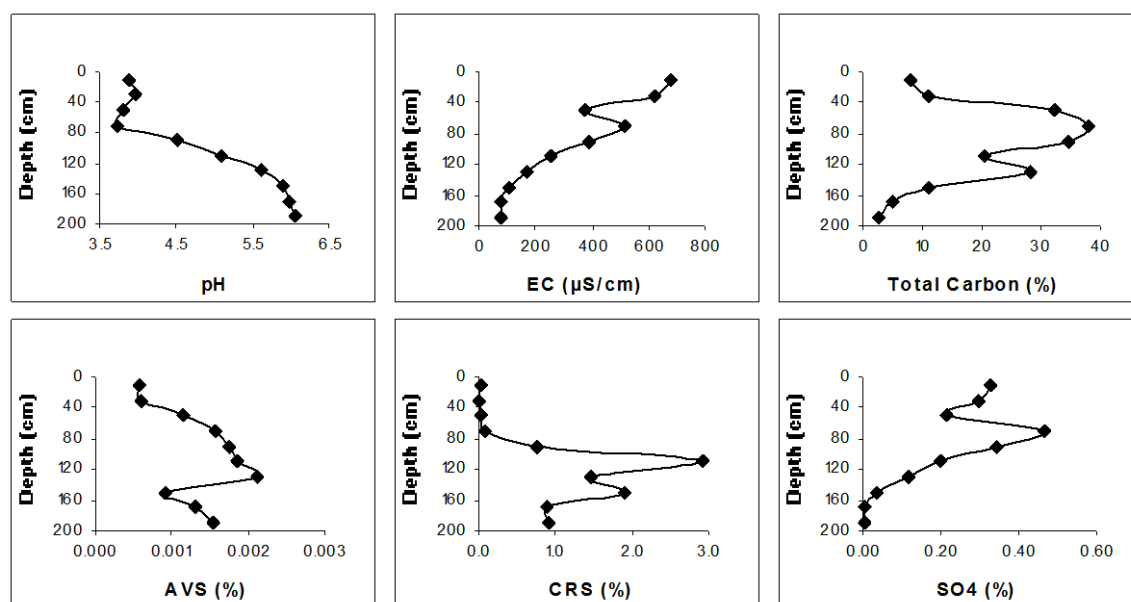 Depth (cm)
0
40
80
120
160
200
3.5 4.5 5.5 6.5
pH
Depth (cm)
0
40
80
120
160
200
0 200 400 600 800
EC (µS/cm)
Depth (cm)
0
40
80
120
160
200
0 10 20 30 40
Total Carbon (%)
Depth (cm)
0
40
80
120
160
200
0.000 0.001 0.002 0.003
AVS (%)
Depth (cm)
0
40
80
120
160
200
0.0 1.0 2.0 3.0
CRS (%)
Depth (cm)
0
40
80
120
160
200
0.00 0.20 0.40 0.60
SO4 (%)